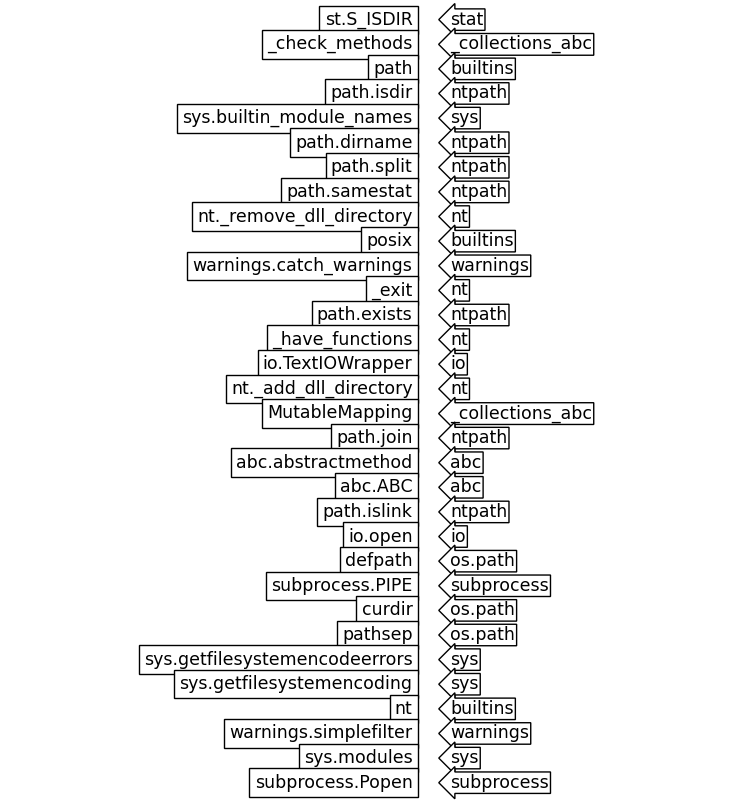 st.S_ISDIR stat
_check_methods _collections_abc
path builtins
path.isdir ntpath
sys.builtin_module_names sys
path.dirname ntpath
path.split ntpath
path.samestat ntpath
nt._remove_dll_directory nt
posix builtins
warnings.catch_warnings warnings
_exit nt
path.exists ntpath
_have_functions nt
io.TextIOWrapper io
nt._add_dll_directory nt
MutableMapping _collections_abc
path.join ntpath
abc.abstractmethod abc
abc.ABC abc
path.islink ntpath
io.open io
defpath os.path
subprocess.PIPE subprocess
curdir os.path
pathsep os.path
sys.getfilesystemencodeerrors sys
sys.getfilesystemencoding sys
nt builtins
warnings.simplefilter warnings
sys.modules sys
subprocess.Popen subprocess